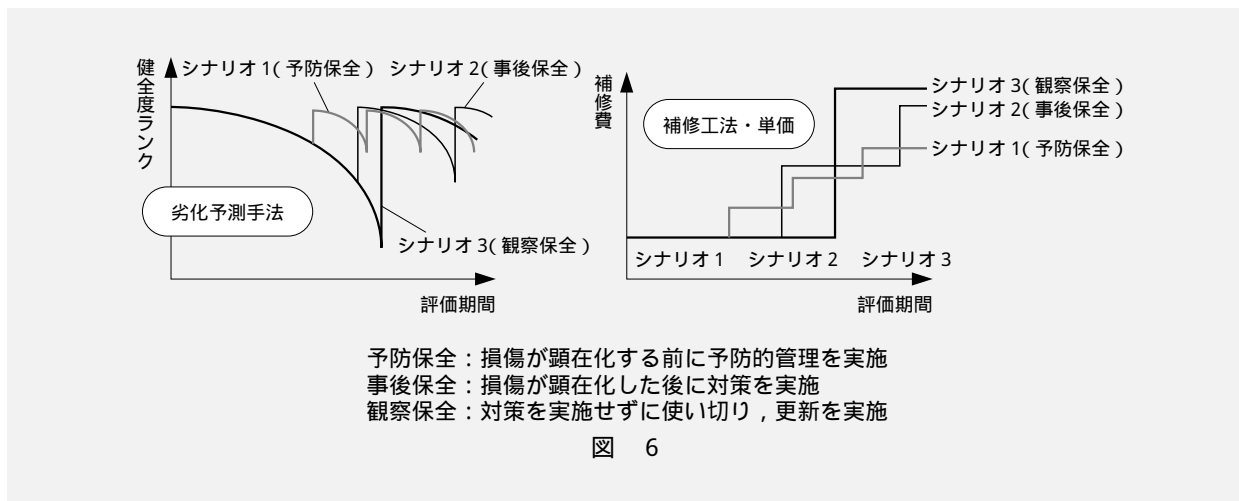 健全度ランク
シナリオ1(予防保全)
シナリオ2(事後保全)
劣化予測手法
シナリオ3(観察保全)
評価期間
補修費
補修工法・単価
シナリオ3(観察保全)
シナリオ2(事後保全)
シナリオ1(予防保全)
シナリオ1 シナリオ2 シナリオ3
評価期間
予防保全：損傷が顕在化する前に予防的管理を実施
事後保全：損傷が顕在化した後に対策を実施
観察保全：対策を実施せずに使い切り，更新を実施
図 6